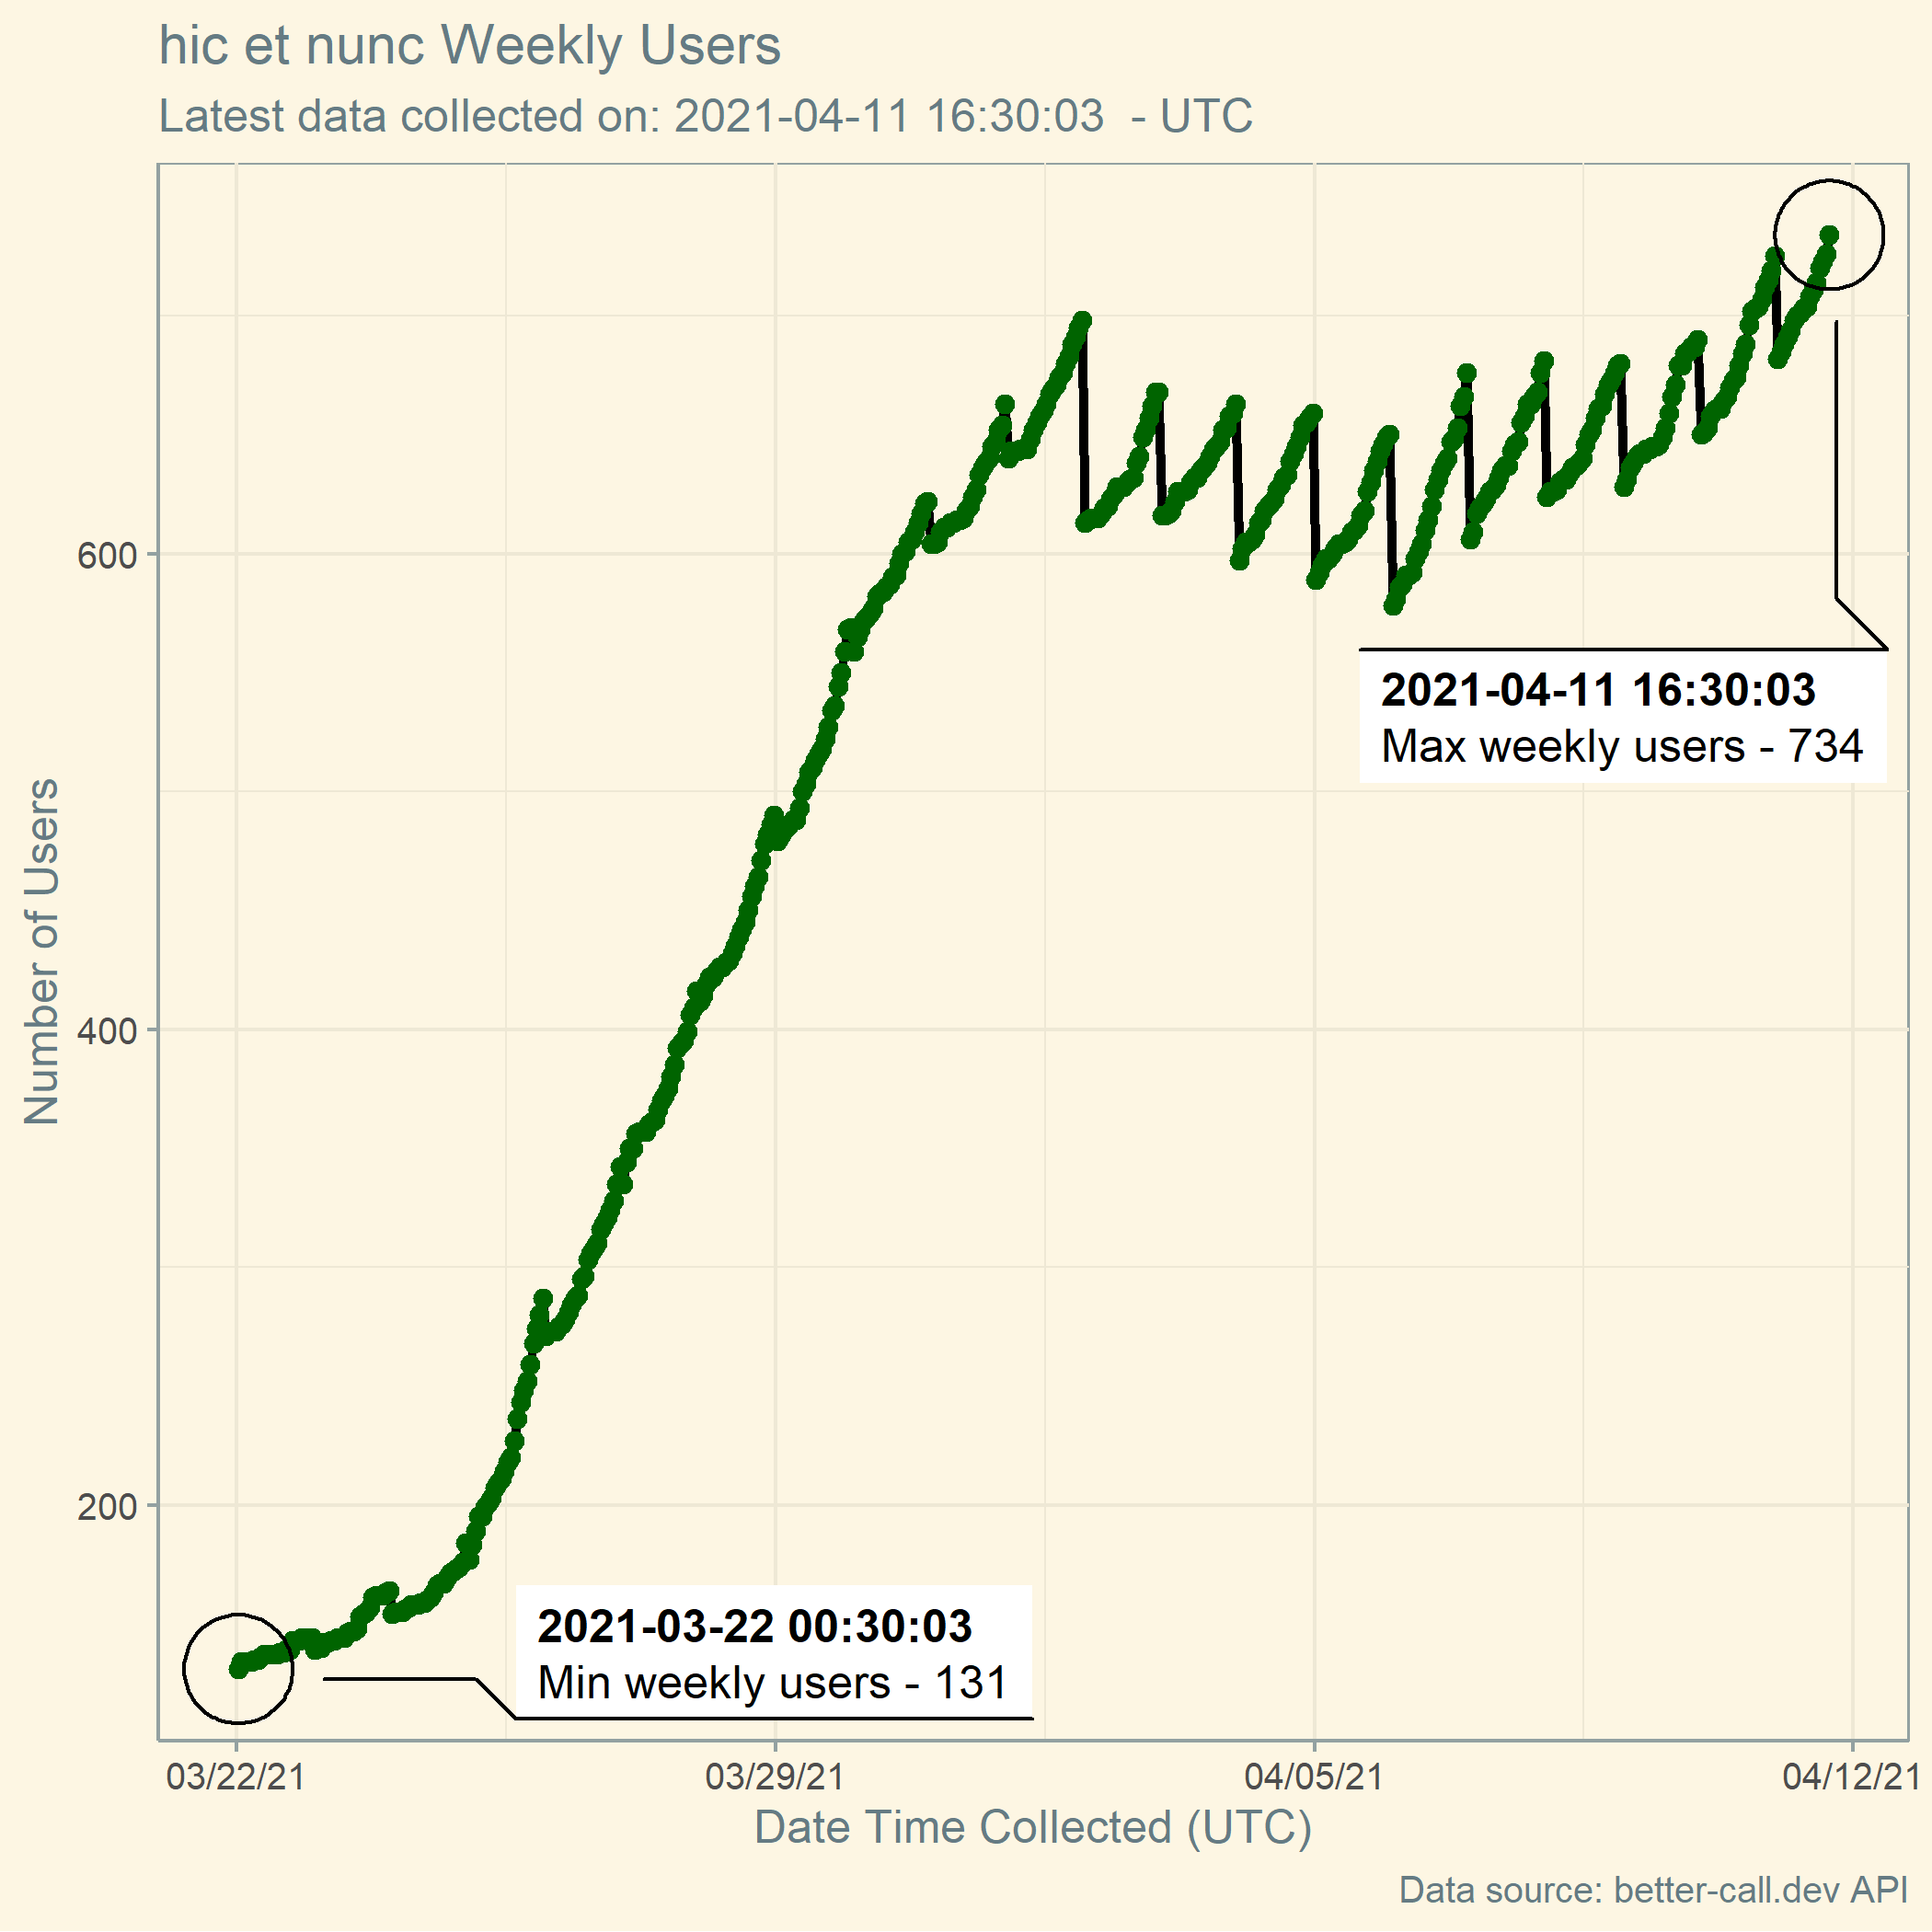 hic et nunc Weekly Users
Latest data collected on: 2021-04-11 16:30:03  - UTC
Number of Users
600
400
200
2021-04-11 16:30:03
Max weekly users - 734
2021-03-22 00:30:03
Min weekly users - 131
03/22/21
03/29/21
04/05/21
04/12/21
Date Time Collected (UTC)
Data source: better-call.dev API